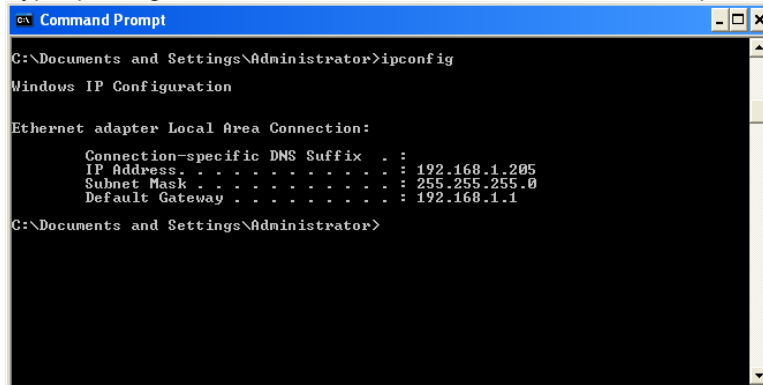 Command Prompt
C:\Documents and Settings\Administrator>ipconfig
Windows IP Configuration
Ethernet adapter Local Area Connection:
Connection-specific DNS Suffix . :
IP Address. . . . . . . . . . . . : 192.168.1.205
Subnet Mask . . . . . . . . . . . : 255.255.255.0
Default Gateway . . . . . . . . . : 192.168.1.1
C:\Documents and Settings\Administrator>